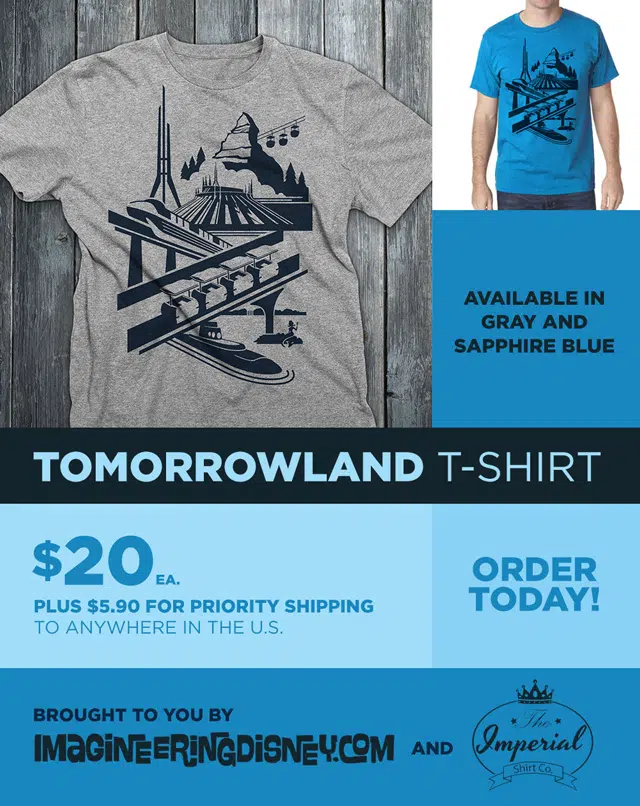 AVAILABLE IN
GRAY AND
SAPPHIRE BLUE
TOMORROWLAND T-SHIRT
$20 EA.
PLUS $5.90 FOR PRIORITY SHIPPING
TO ANYWHERE IN THE U.S.
ORDER
TODAY!
BROUGHT TO YOU BY
IMAGINEERINGDISNEY.COM AND
The
Imperial
Shirt Co.